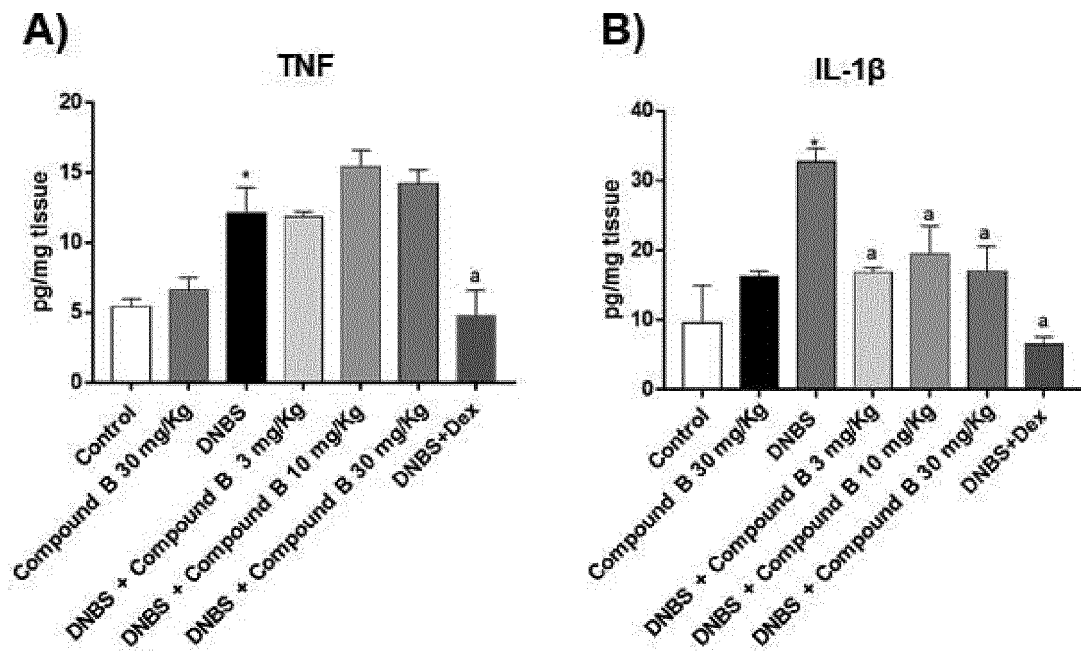 A)
TNF
pg/mg tissue
20
15
10
5
0
*
a
Control
Compound B 30 mg/Kg
DNBS
DNBS + Compound B 3 mg/Kg
DNBS + Compound B 10 mg/Kg
DNBS + Compound B 30 mg/Kg
DNBS+Dex
B)
IL-1β
pg/mg tissue
40
30
20
10
0
*
a
a
a
a
Control
Compound B 30 mg/Kg
DNBS
DNBS + Compound B 3 mg/Kg
DNBS + Compound B 10 mg/Kg
DNBS + Compound B 30 mg/Kg
DNBS+Dex